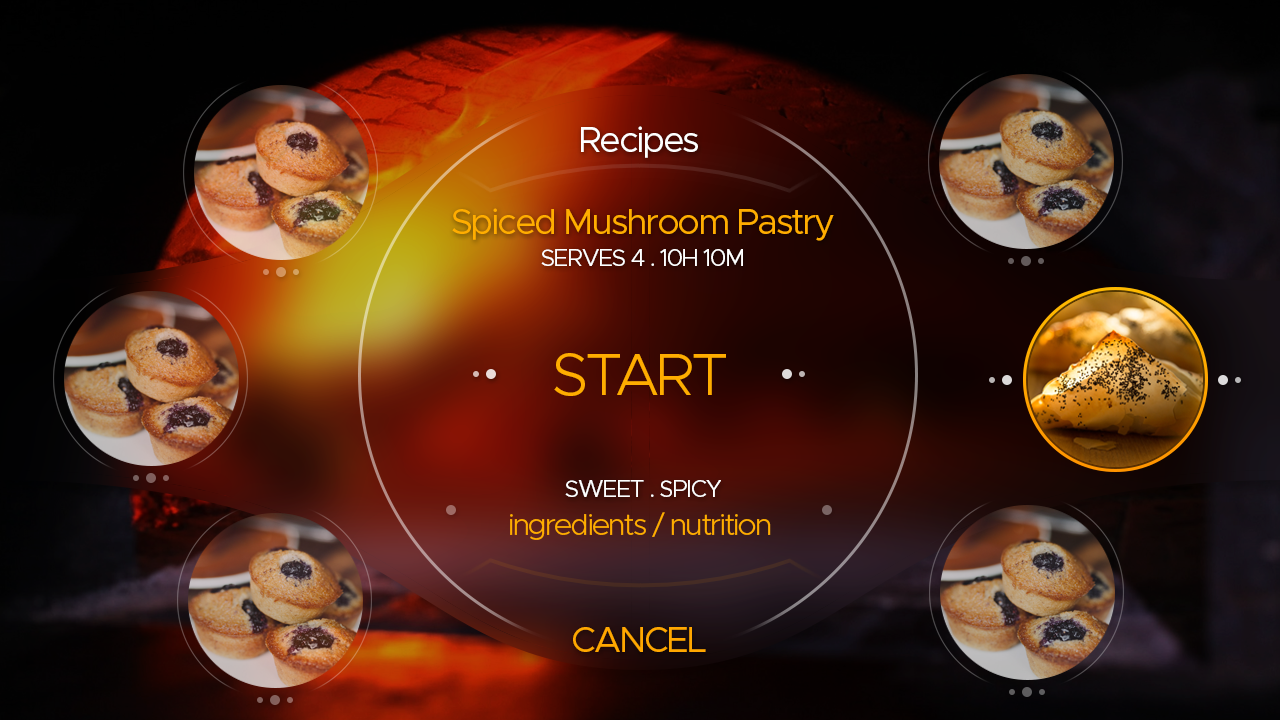 Recipes
Spiced Mushroom Pastry
SERVES 4 . 10H 10M
START
SWEET . SPICY
ingredients / nutrition
CANCEL